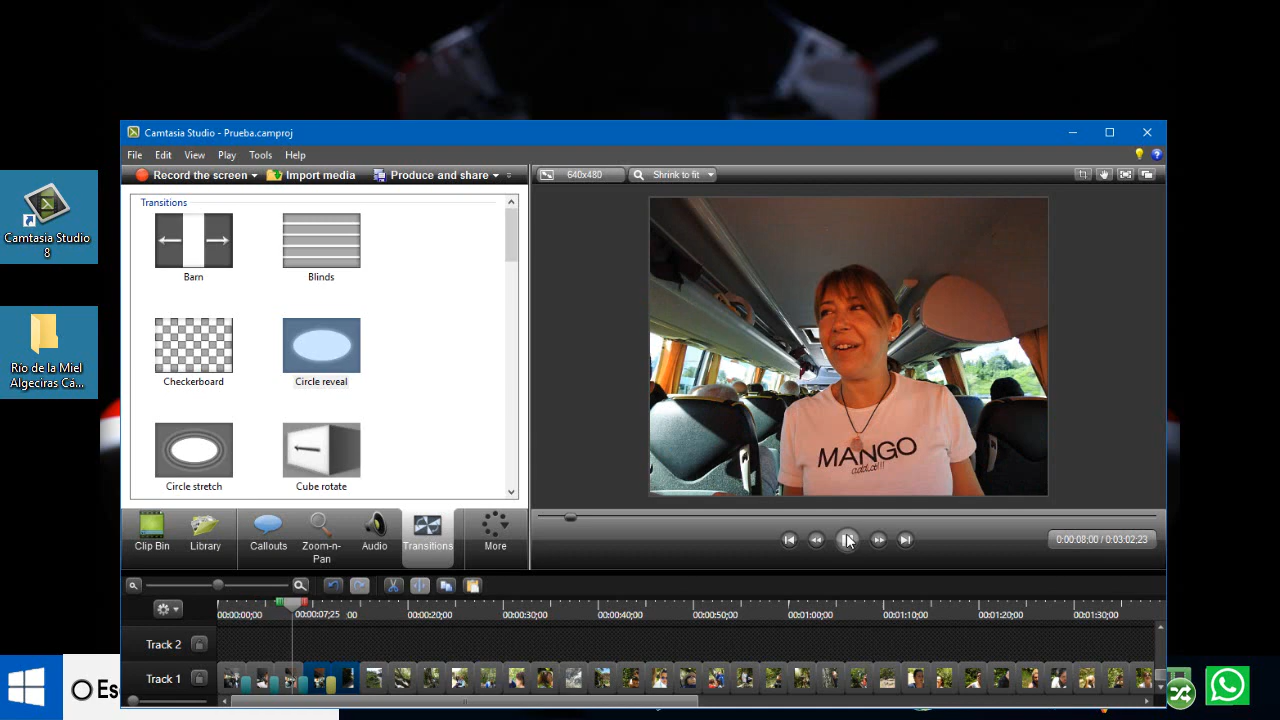 Camtasia Studio - Prueba.camproj
File Edit View Play Tools Help
Record the screen Import media Produce and share
640x480 Shrink to fit
Transitions
Barn Blinds
Checkerboard Circle reveal
Circle stretch Cube rotate
MANGO
Camtasia Studio
8
Río de la Miel
Algeciras Ca...
Clip Bin Library Callouts Zoom-n-
Pan Audio Transitions More
0:00:08;00 / 0:03:02;23
00:00:00;00 00:00:07;25 ;00 00:00:20;00 00:00:30;00 00:00:40;00 00:00:50;00 00:01:00;00 00:01:10;00 00:01:20;00 00:01:30;00
Track 2
Track 1
Es